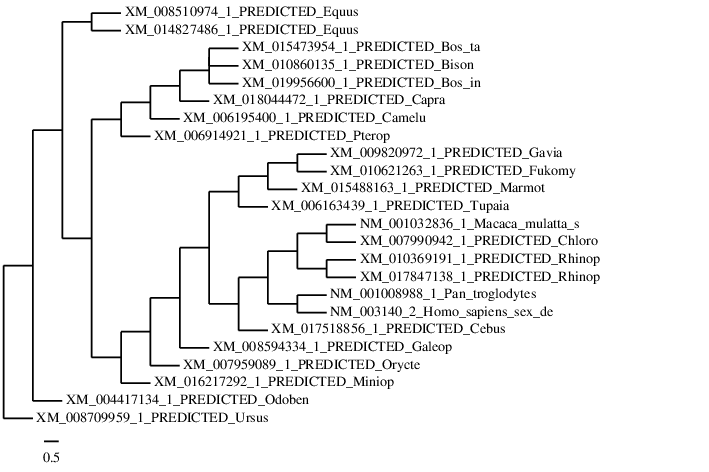 XM_008510974_1_PREDICTED_Equus
XM_014827486_1_PREDICTED_Equus
XM_015473954_1_PREDICTED_Bos_ta
XM_010860135_1_PREDICTED_Bison
XM_019956600_1_PREDICTED_Bos_in
XM_018044472_1_PREDICTED_Capra
XM_006195400_1_PREDICTED_Camelu
XM_006914921_1_PREDICTED_Pterop
XM_009820972_1_PREDICTED_Gavia
XM_010621263_1_PREDICTED_Fukomy
XM_015488163_1_PREDICTED_Marmot
XM_006163439_1_PREDICTED_Tupaia
NM_001032836_1_Macaca_mulatta_s
XM_007990942_1_PREDICTED_Chloro
XM_010369191_1_PREDICTED_Rhinop
XM_017847138_1_PREDICTED_Rhinop
NM_001008988_1_Pan_troglodytes
NM_003140_2_Homo_sapiens_sex_de
XM_017518856_1_PREDICTED_Cebus
XM_008594334_1_PREDICTED_Galeop
XM_007959089_1_PREDICTED_Orycte
XM_016217292_1_PREDICTED_Miniop
XM_004417134_1_PREDICTED_Odoben
XM_008709959_1_PREDICTED_Ursus
0.5